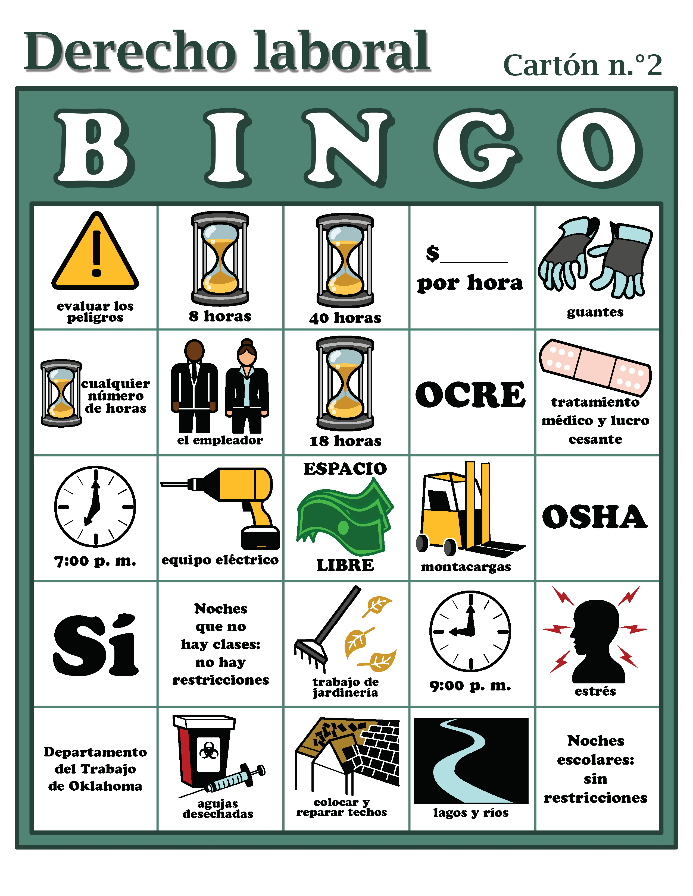 Derecho laboral
Cartón n.°2
B I N G O
evaluar los
peligros
8 horas
40 horas
$______
por hora
guantes
cualquier
número
de horas
el empleador
18 horas
OCRE
tratamiento
médico y lucro
cesante
7:00 p. m.
equipo eléctrico
ESPACIO
LIBRE
montacargas
OSHA
Sí
Noches
que no
hay clases:
no hay
restricciones
trabajo de
jardinería
9:00 p. m.
estrés
Departamento
del Trabajo
de Oklahoma
agujas
desechadas
colocar y
reparar techos
lagos y ríos
Noches
escolares:
sin
restricciones